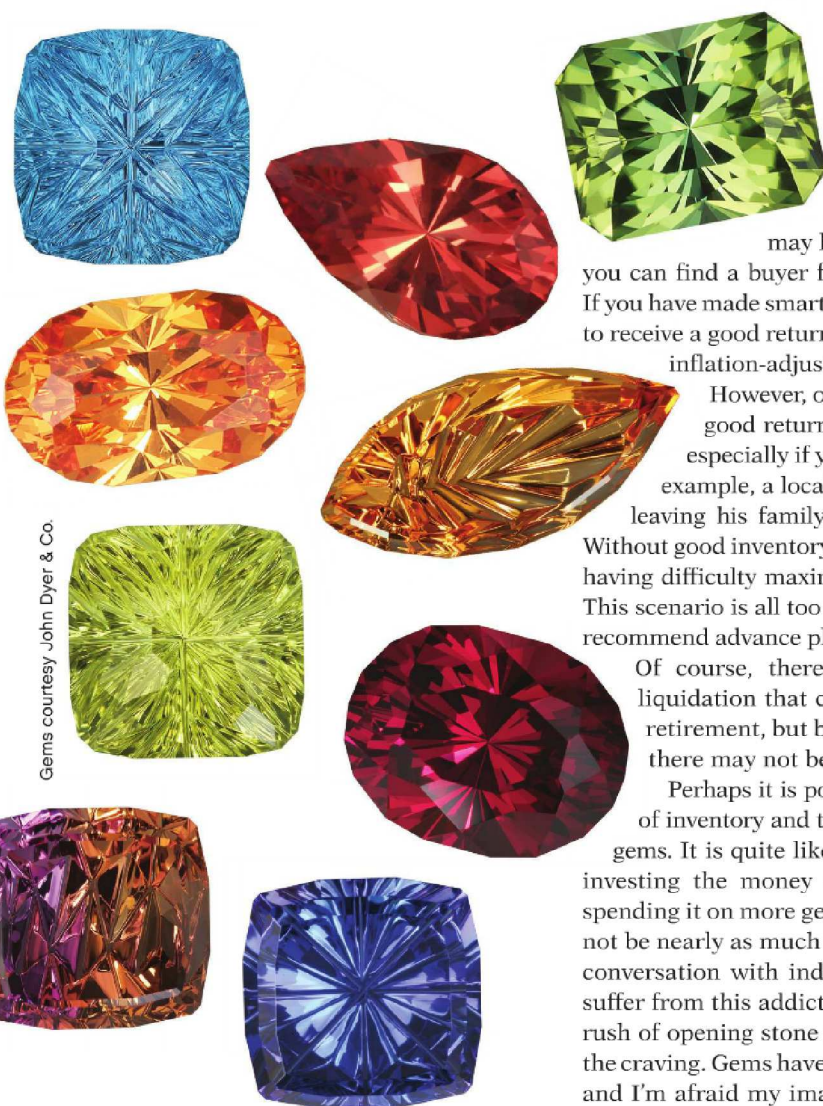 may
you can find a buyer
If you have made smart
to receive a good return
inflation-adjus
However,
good return
especially if
example, a loca
leaving his family
Without good inventory
having difficulty maxin
This scenario is all too
recommend advance pl
Of course, there
liquidation that
retirement, but
there may not be
Perhaps it is
of inventory and
gems. It is quite
investing the money
spending it on more
not be nearly as much
conversation with ind
suffer from this addict
rush of opening stone
the craving. Gems have
and I'm afraid my
Gems courtesy John Dyer & Co.